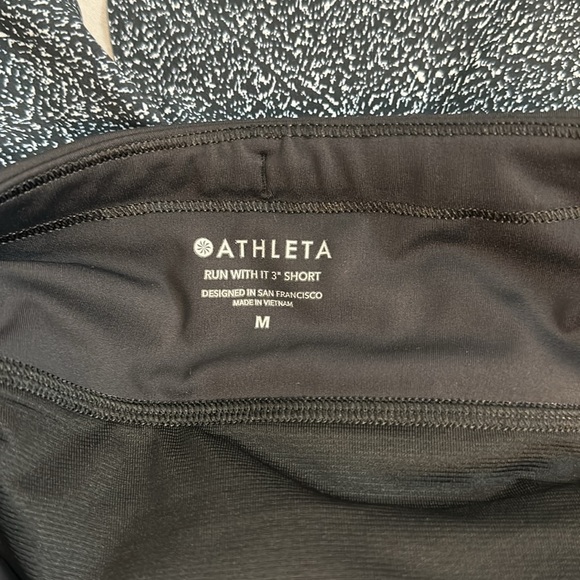 ATHLETA
RUN WITH IT 3" SHORT
DESIGNED IN SAN FRANCISCO
MADE IN VIETNAM
M